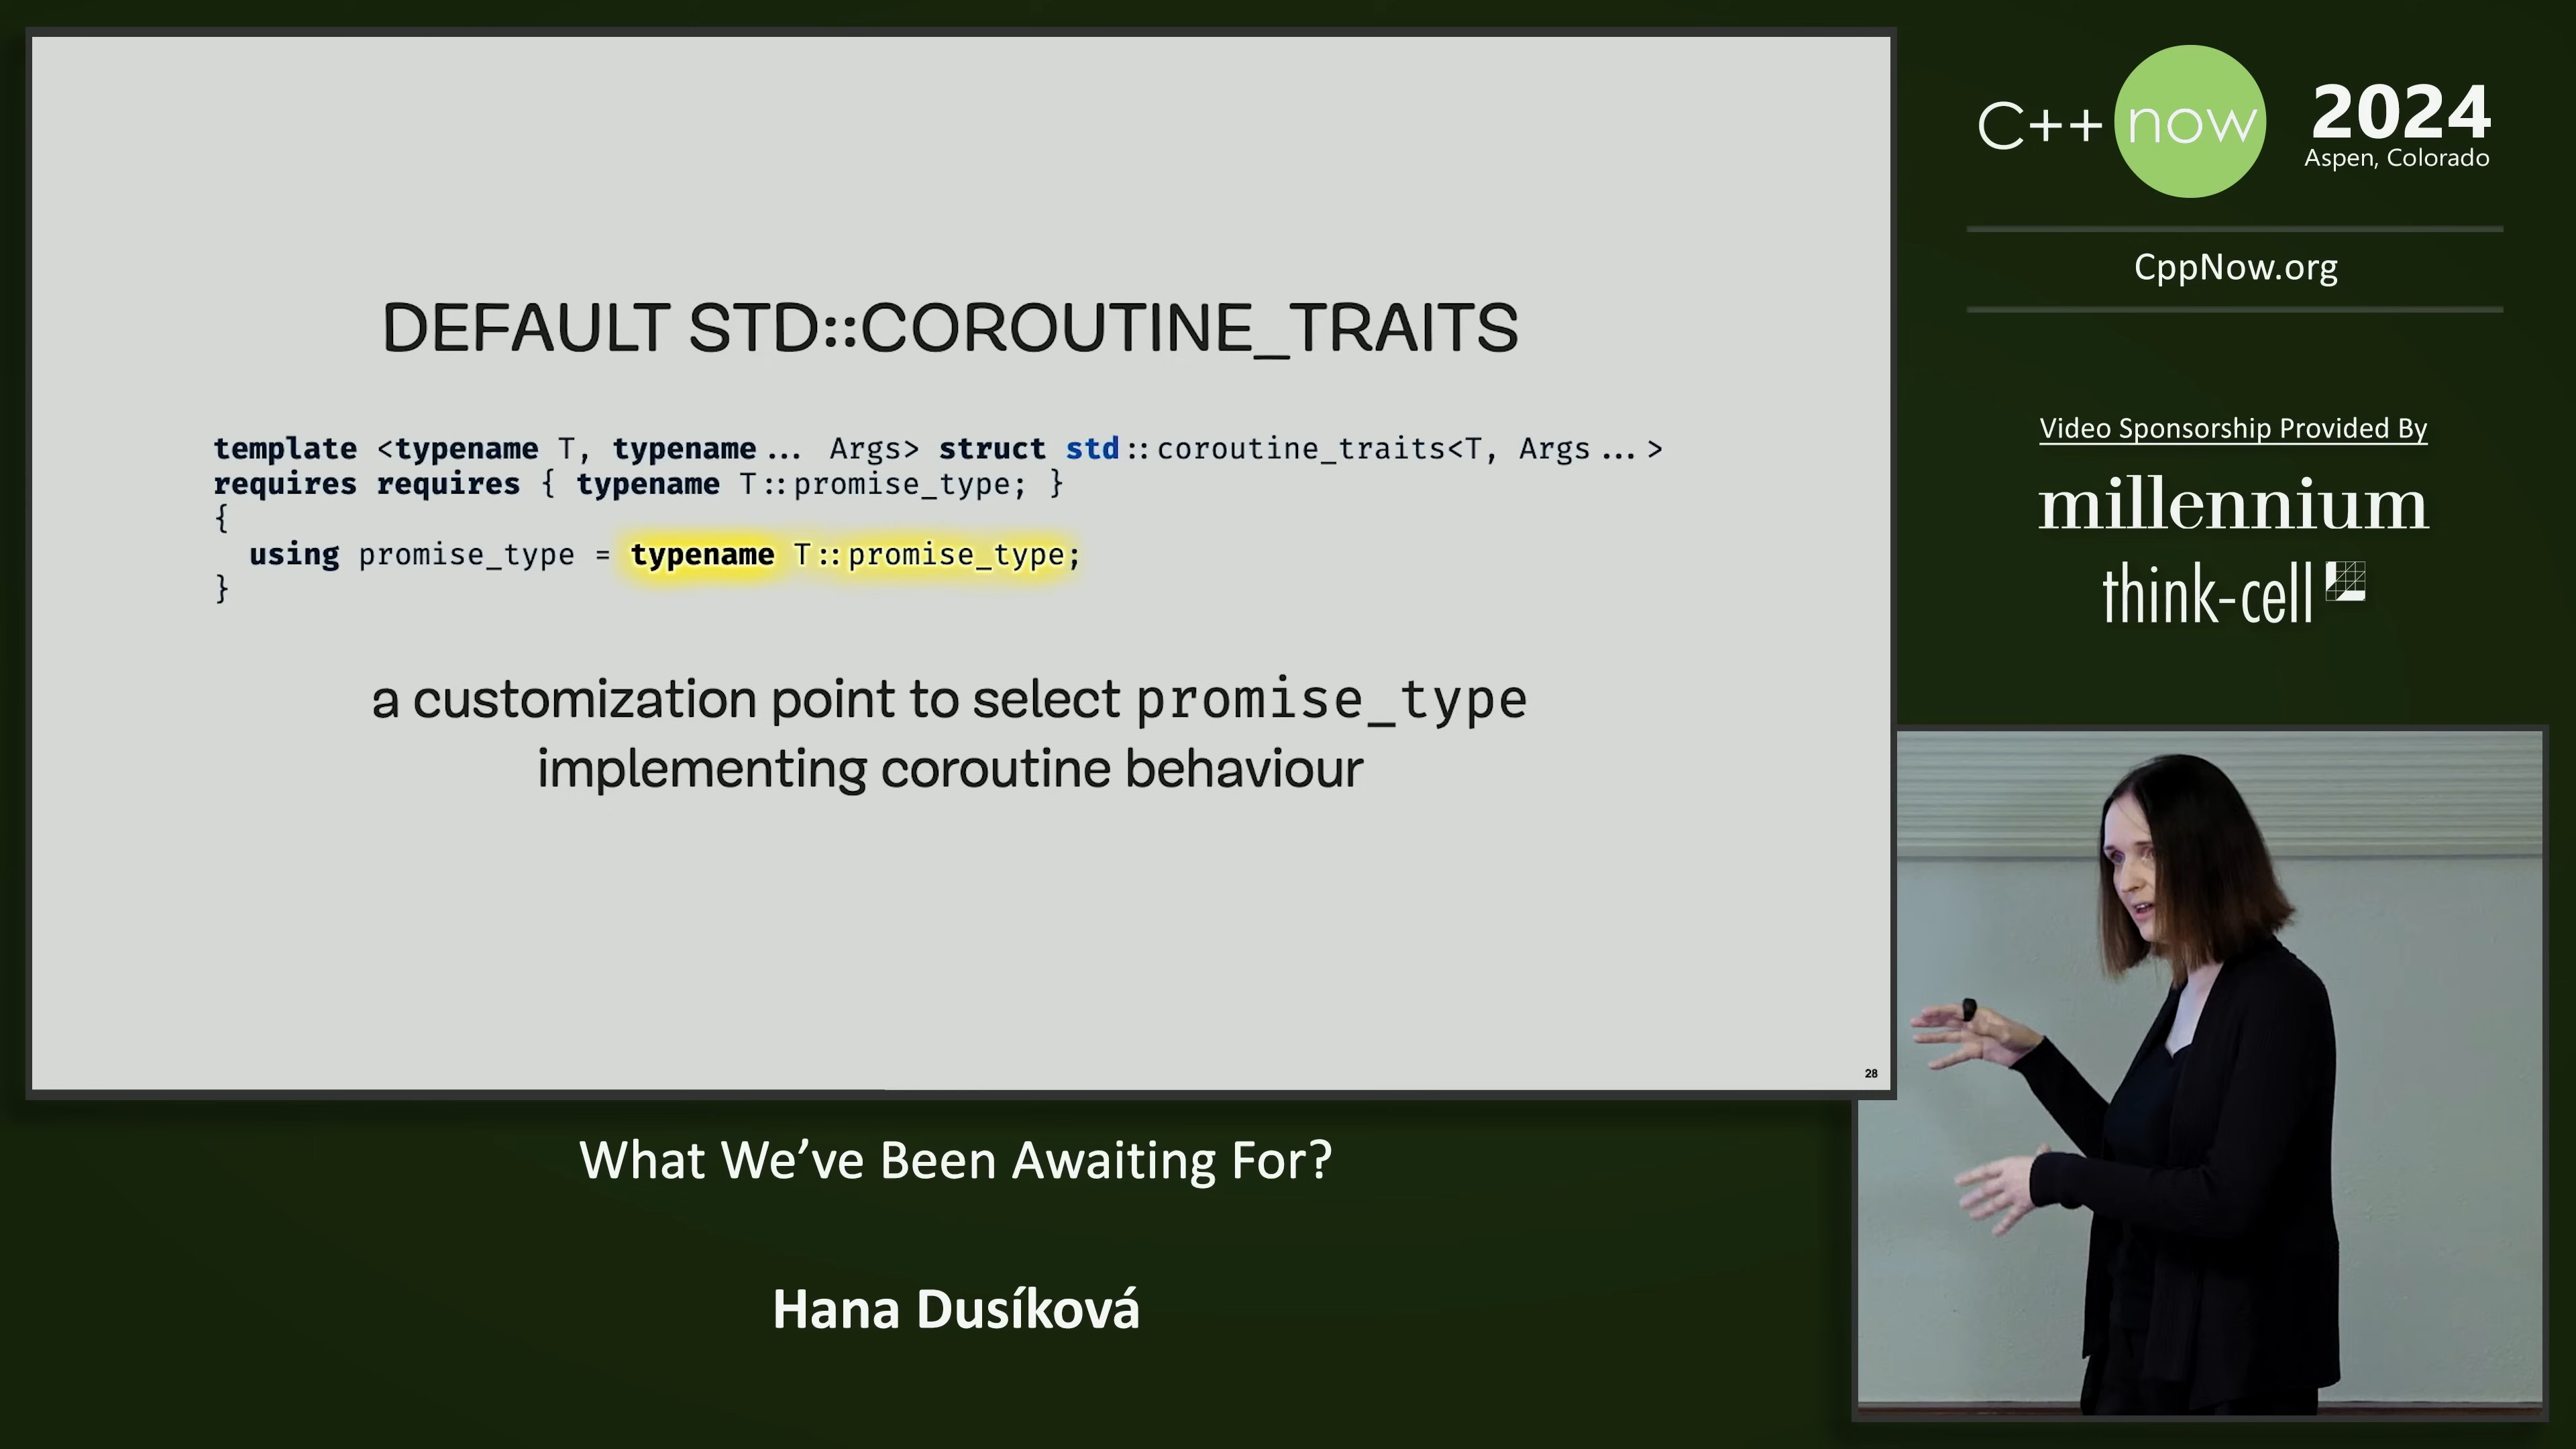 DEFAULT STD::COROUTINE_TRAITS
template <typename T, typename... Args> struct std::coroutine_traits<T, Args...>
requires requires { typename T::promise_type; }
{
using promise_type = typename T::promise_type;
}
a customization point to select promise_type
implementing coroutine behaviour
28
What We’ve Been Awaiting For?
Hana Dusíková
C++ now
2024
Aspen, Colorado
CppNow.org
Video Sponsorship Provided By
millennium
think-cell